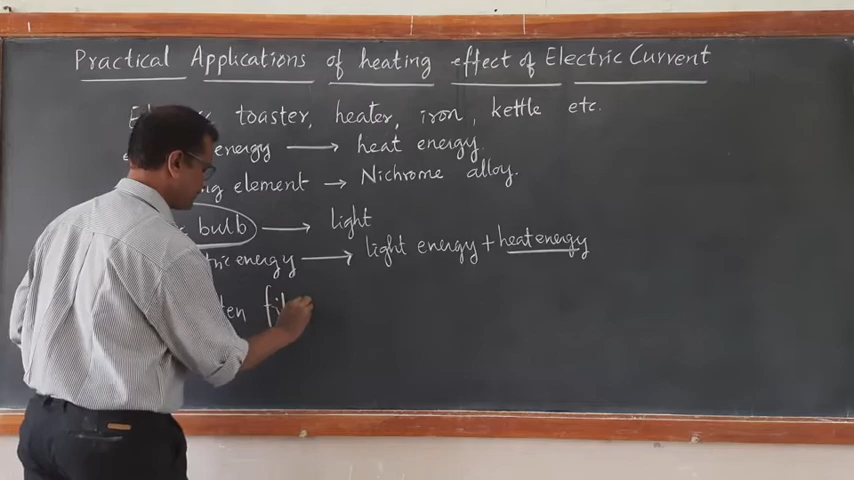 Practical Applications of heating effect of Electric Current
toaster, heater, iron, kettle etc.
energy → heat energy.
element → Nichrome alloy.
bulb → light
energy → light energy + heat energy